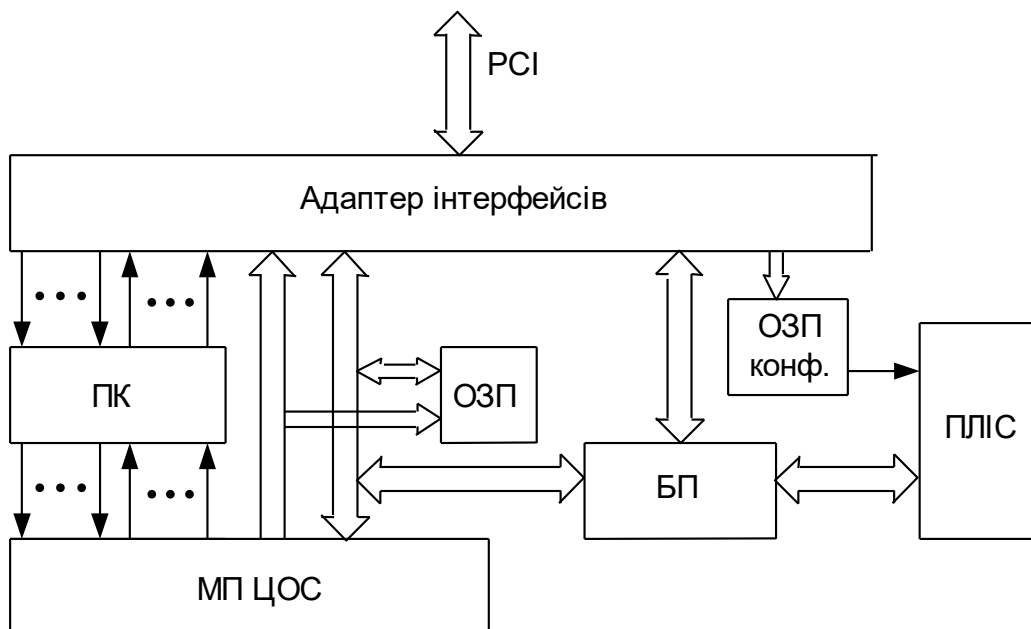 PCI
Адаптер інтерфейсів
ОЗП
конф.
ПК
ОЗП
ПЛІС
БП
МП ЦОС